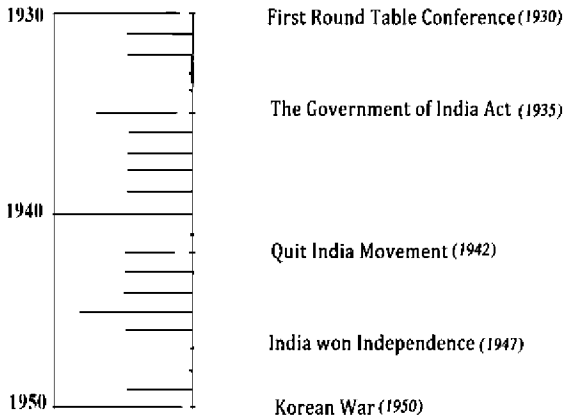 1930 First Round Table Conference (1930)
The Government of India Act (1935)
1940
Quit India Movement (1942)
India won Independence (1947)
1950 Korean War (1950)